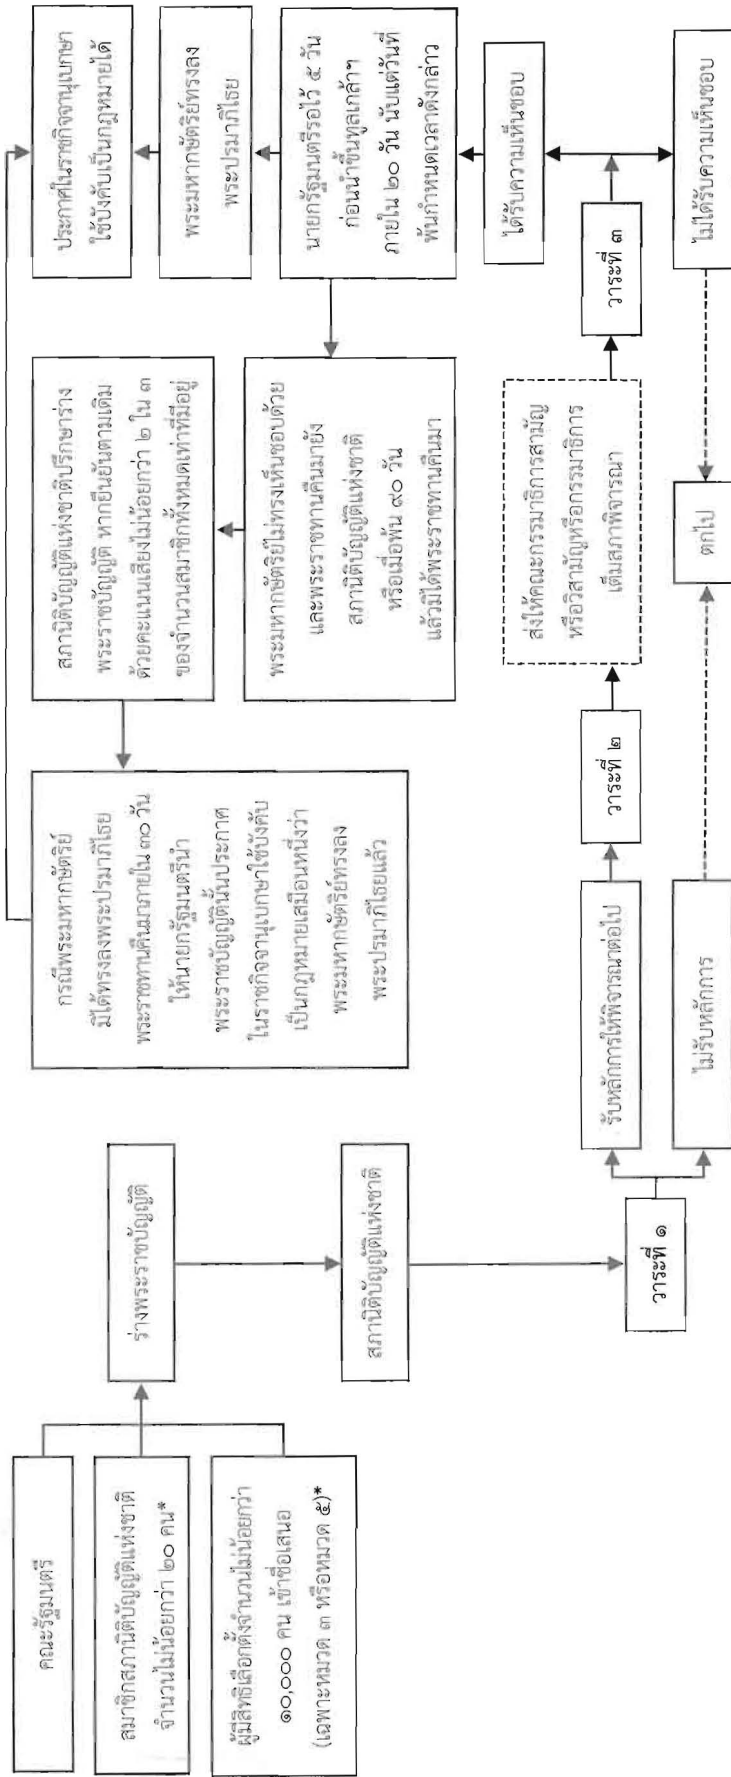 คณะรัฐมนตรี
สมาชิกสภานิติบัญญัติแห่งชาติ
จำนวนไม่น้อยกว่า ๒๐ คน*
ผู้มีสิทธิเลือกตั้งจำนวนไม่น้อยกว่า
๑๐,๐๐๐ คน เข้าชื่อเสนอ
(เฉพาะหมวด ๓ หรือหมวด ๕)*
ร่างพระราชบัญญัติ
สภานิติบัญญัติแห่งชาติ
วาระที่ ๑
รับหลักการให้พิจารณาต่อไป
ไม่รับหลักการ
วาระที่ ๒
ส่งให้คณะกรรมาธิการสามัญ
หรือวิสามัญหรือกรรมาธิการ
เต็มสภาพิจารณา
วาระที่ ๓
ตกไป
ได้รับความเห็นชอบ
ไม่ได้รับความเห็นชอบ
นายกรัฐมนตรีรอไว้ ๕ วัน
ก่อนนำขึ้นทูลเกล้าฯ
ภายใน ๒๐ วัน นับแต่วันที่
พ้นกำหนดเวลาดังกล่าว
พระมหากษัตริย์ทรงลง
พระปรมาภิไธย
ประกาศในราชกิจจานุเบกษา
ใช้บังคับเป็นกฎหมายได้
พระมหากษัตริย์ไม่ทรงเห็นชอบด้วย
และพระราชทานคืนมายัง
สภานิติบัญญัติแห่งชาติ
หรือเมื่อพ้น ๙๐ วัน
แล้วมิได้พระราชทานคืนมา
สภานิติบัญญัติแห่งชาติปรึกษาร่าง
พระราชบัญญัติ หากยืนยันตามเดิม
ด้วยคะแนนเสียงไม่น้อยกว่า ๒ ใน ๓
ของจำนวนสมาชิกทั้งหมดเท่าที่มีอยู่
กรณีพระมหากษัตริย์
มิได้ทรงลงพระปรมาภิไธย
พระราชทานคืนมาภายใน ๓๐ วัน
ให้นายกรัฐมนตรีนำ
พระราชบัญญัตินั้นประกาศ
ในราชกิจจานุเบกษาใช้บังคับ
เป็นกฎหมายเสมือนหนึ่งว่า
พระมหากษัตริย์ทรงลง
พระปรมาภิไธยแล้ว